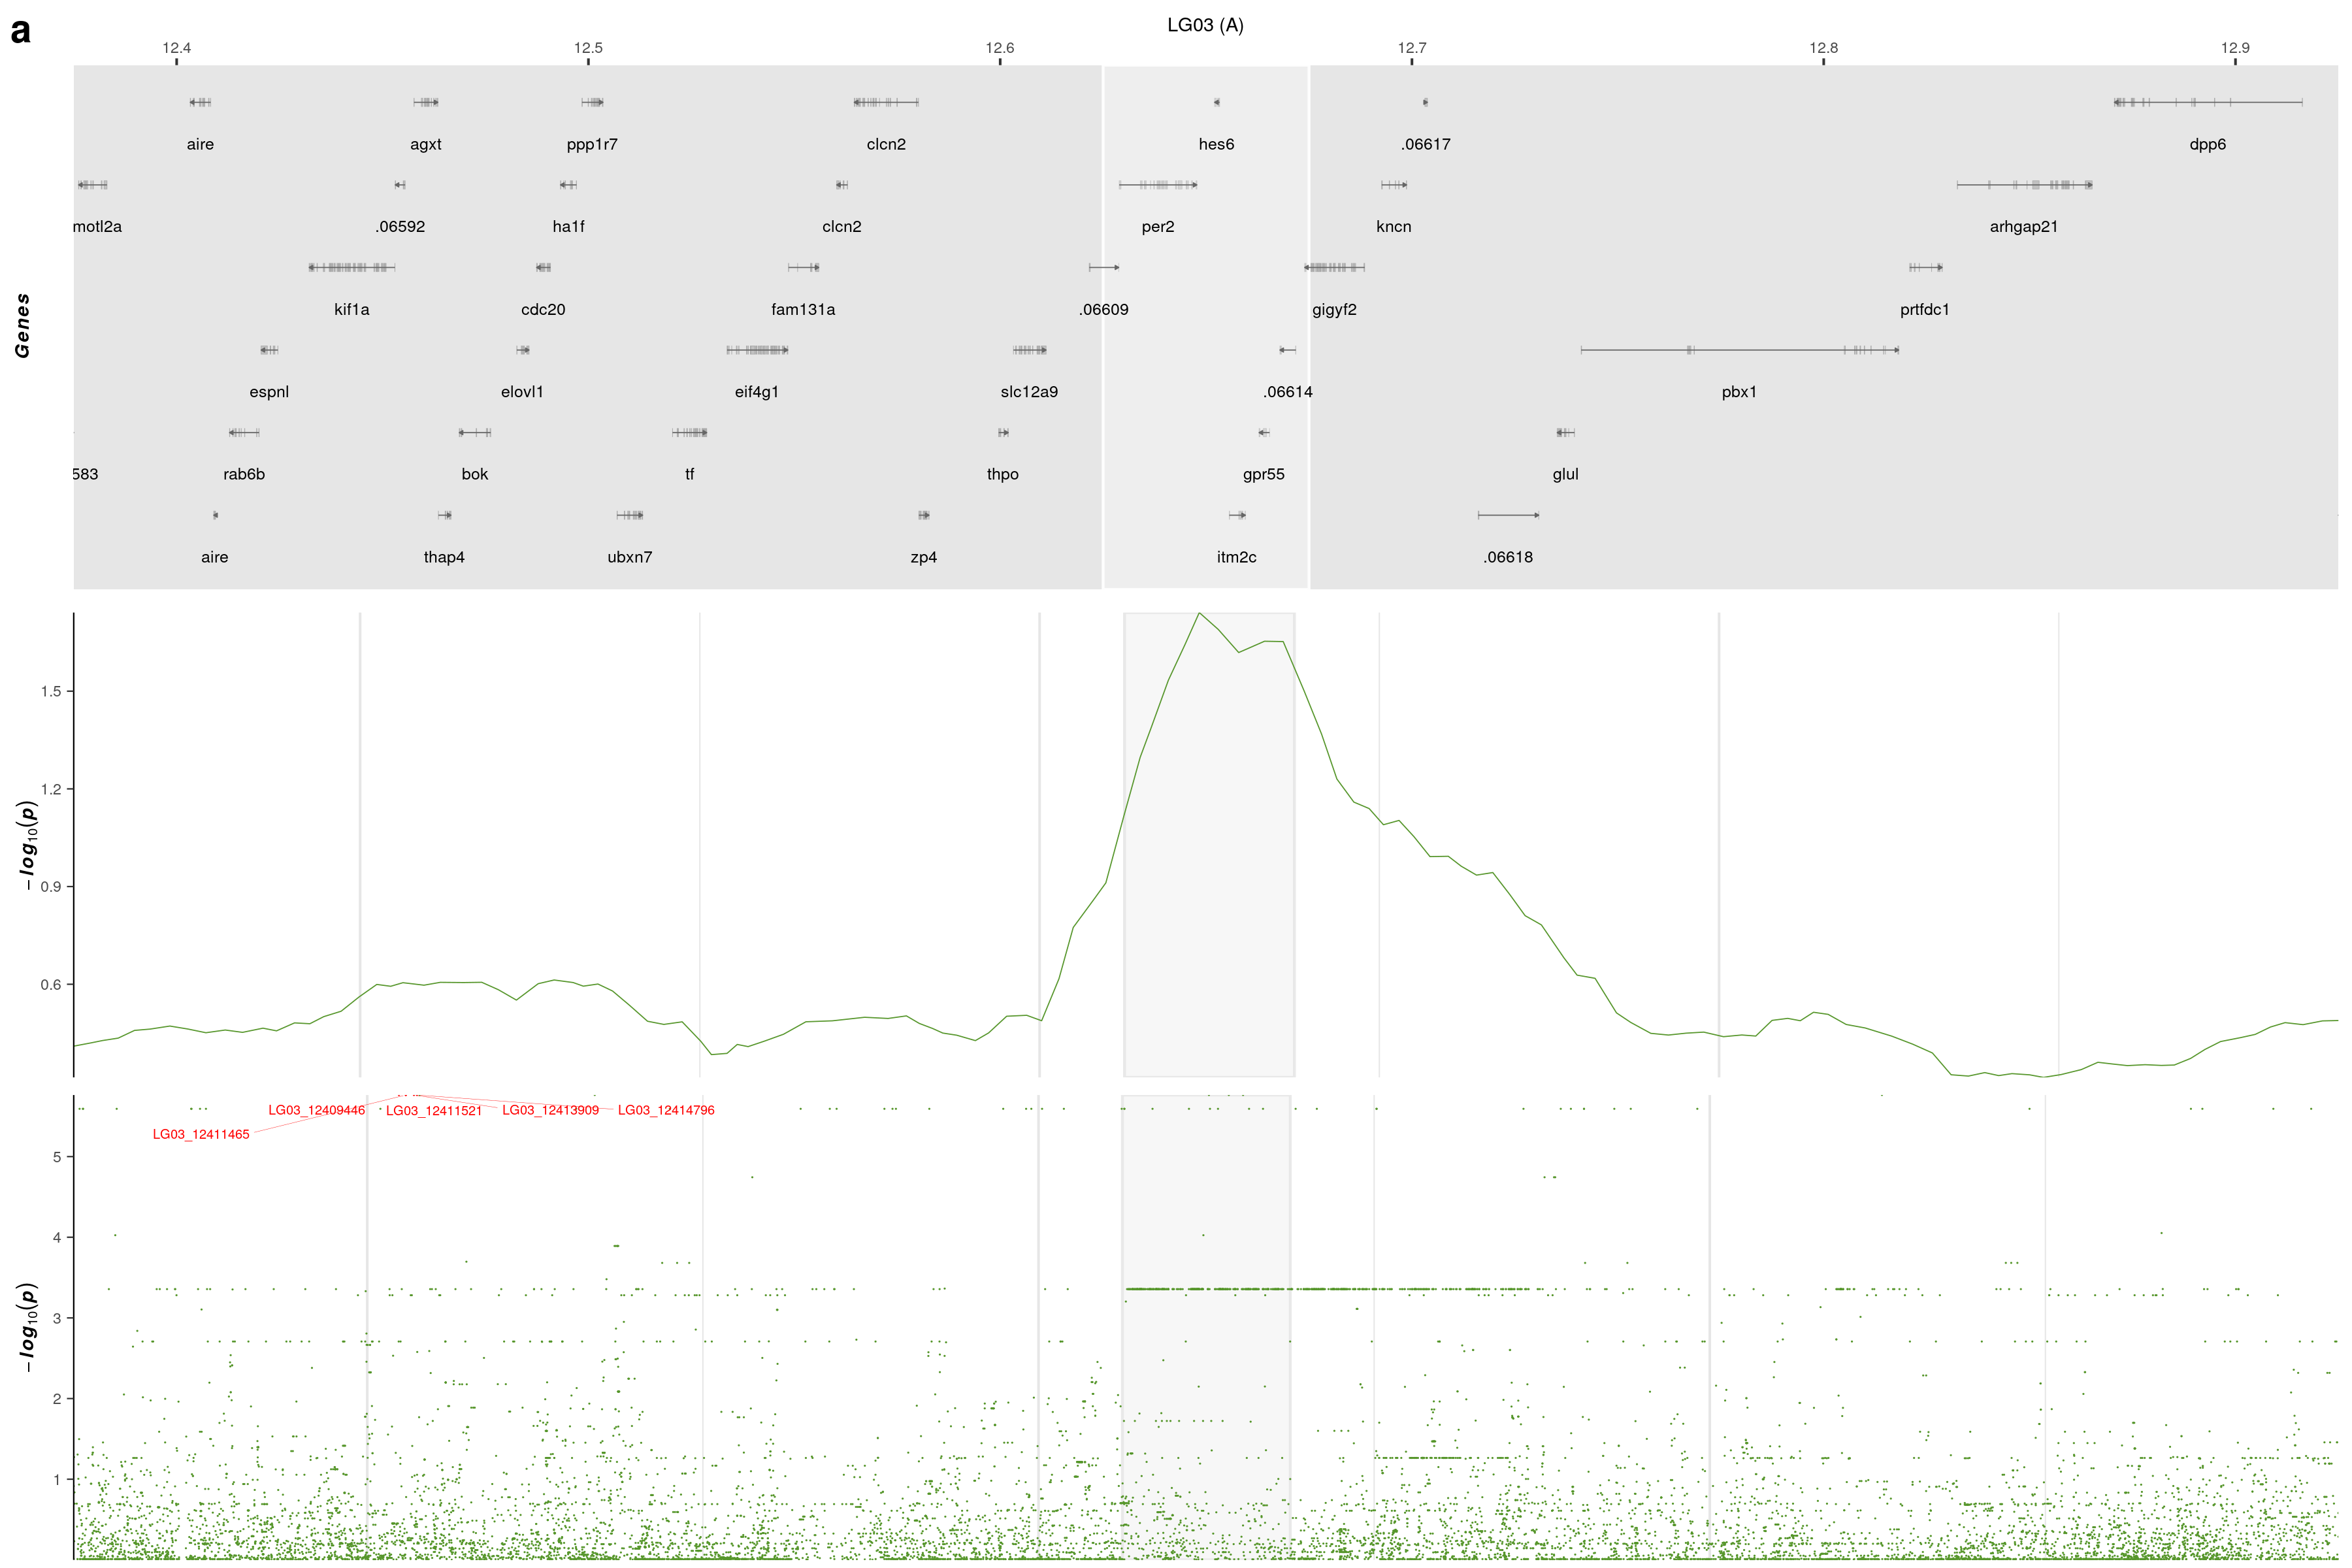 a
LG03 (A)
12.4 12.5 12.6 12.7 12.8 12.9
Genes
aire agxt ppp1r7 clcn2 hes6 .06617 dpp6
motl2a .06592 ha1f clcn2 per2 kncn arhgap21
kif1a cdc20 fam131a .06609 gigyf2 prtfdc1
espnl elovl1 eif4g1 slc12a9 .06614 pbx1
583 rab6b bok tf thpo gpr55 glul
aire thap4 ubxn7 zp4 itm2c .06618
−log10(p)
1.5
1.2
0.9
0.6
−log10(p)
LG03_12409446 LG03_12411521 LG03_12413909 LG03_12414796
LG03_12411465
5
4
3
2
1